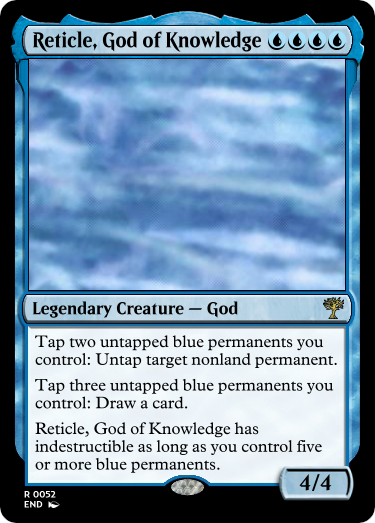 Reticle, God of Knowledge
Legendary Creature — God
Tap two untapped blue permanents you
control: Untap target nonland permanent.
Tap three untapped blue permanents you
control: Draw a card.
Reticle, God of Knowledge has
indestructible as long as you control five
or more blue permanents.
4/4
R 0052
END